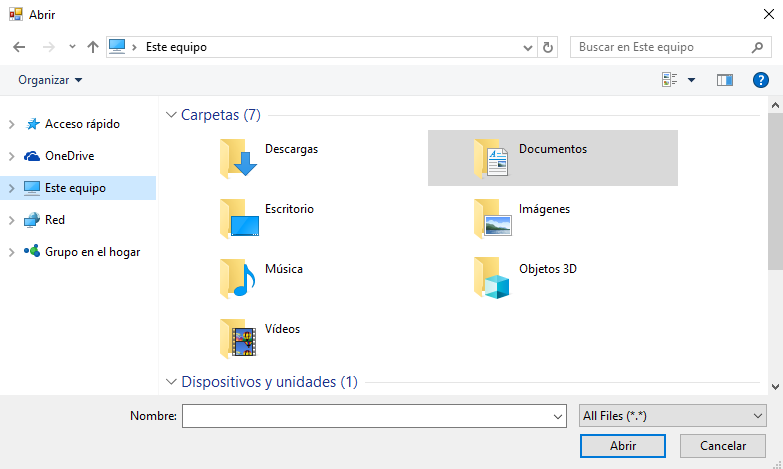 Abrir
Este equipo
Buscar en Este equipo
Organizar
Acceso rápido
OneDrive
Este equipo
Red
Grupo en el hogar
Carpetas (7)
Descargas
Documentos
Escritorio
Imágenes
Música
Objetos 3D
Vídeos
Dispositivos y unidades (1)
Nombre:
All Files (*.*)
Abrir
Cancelar